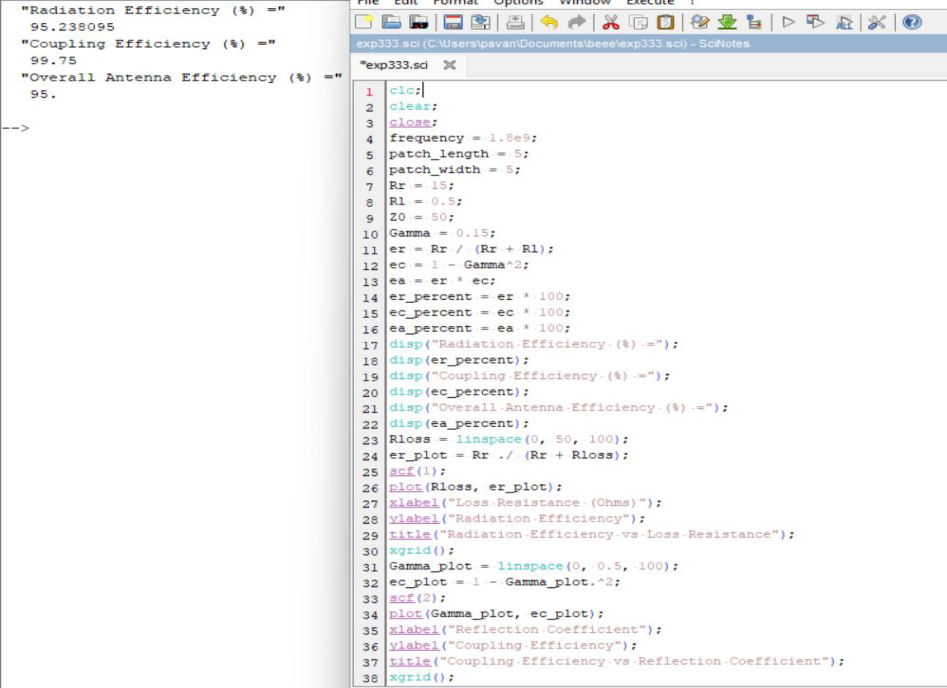 "Radiation Efficiency (%) ="
95.238095
"Coupling Efficiency (%) ="
99.75
"Overall Antenna Efficiency (%) ="
95.
-->
File Edit Format Options Window Execute ?
exp333.sci (C:\Users\pavan\Documents\beee\exp333.sci) - SciNotes
*exp333.sci
1 clc;
2 clear;
3 close;
4 frequency = 1.8e9;
5 patch_length = 5;
6 patch_width = 5;
7 Rr = 15;
8 Rl = 0.5;
9 Z0 = 50;
10 Gamma = 0.15;
11 er = Rr / (Rr + Rl);
12 ec = 1 - Gamma^2;
13 ea = er * ec;
14 er_percent = er * 100;
15 ec_percent = ec * 100;
16 ea_percent = ea * 100;
17 disp("Radiation Efficiency (%) =");
18 disp(er_percent);
19 disp("Coupling Efficiency (%) =");
20 disp(ec_percent);
21 disp("Overall Antenna Efficiency (%) =");
22 disp(ea_percent);
23 Rloss = linspace(0, 50, 100);
24 er_plot = Rr ./ (Rr + Rloss);
25 scf(1);
26 plot(Rloss, er_plot);
27 xlabel("Loss Resistance (Ohms)");
28 ylabel("Radiation Efficiency");
29 title("Radiation Efficiency vs Loss Resistance");
30 xgrid();
31 Gamma_plot = linspace(0, 0.5, 100);
32 ec_plot = 1 - Gamma_plot.^2;
33 scf(2);
34 plot(Gamma_plot, ec_plot);
35 xlabel("Reflection Coefficient");
36 ylabel("Coupling Efficiency");
37 title("Coupling Efficiency vs Reflection Coefficient");
38 xgrid();